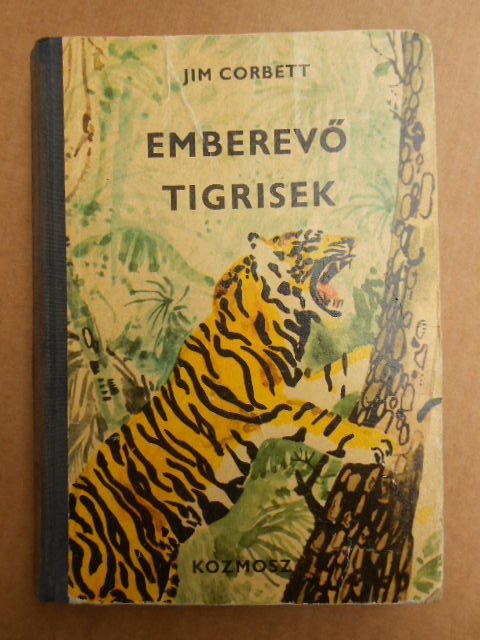 JIM CORBETT
EMBEREVŐ
TIGRISEK
KOZMOSZ